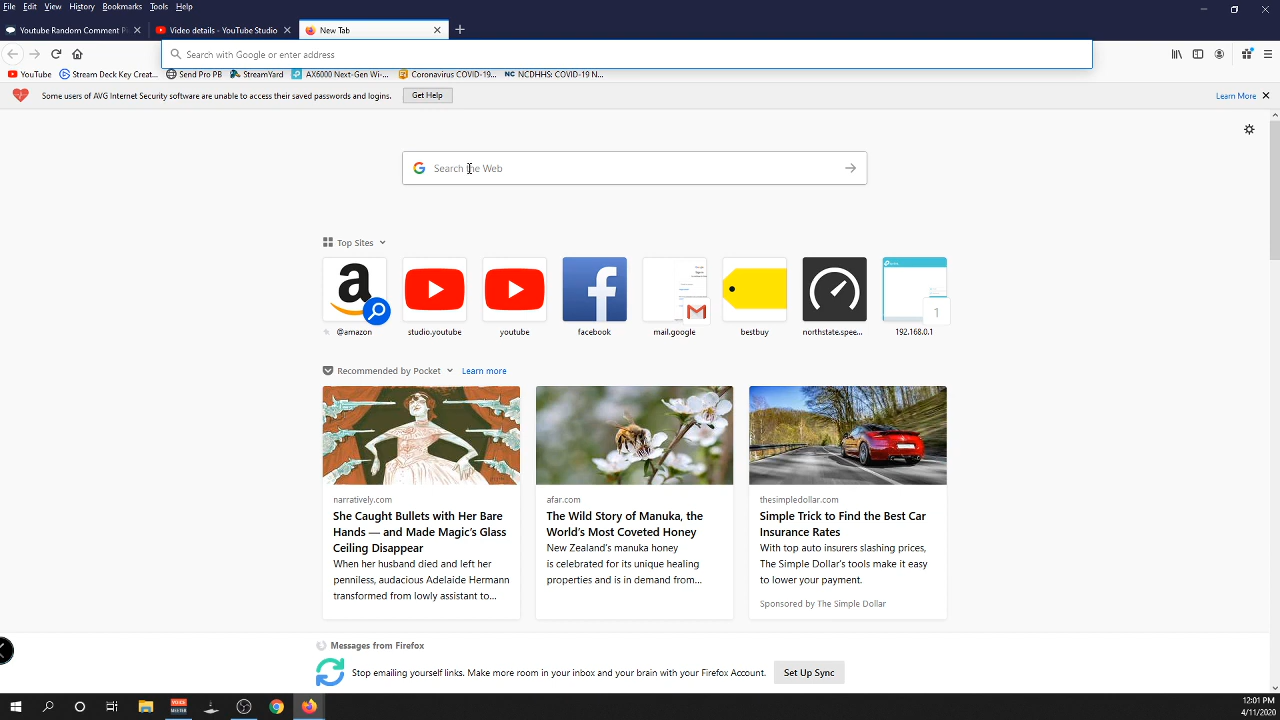 File Edit View History Bookmarks Tools Help
Youtube Random Comment P
Video details - YouTube Studio
New Tab
Search with Google or enter address
YouTube
Stream Deck Key Creat...
Send Pro PB
StreamYard
AX6000 Next-Gen Wi-...
Coronavirus COVID-19...
NC NCDHHS: COVID-19 N...
Some users of AVG Internet Security software are unable to access their saved passwords and logins.
Get Help
Learn More
Search the Web
Top Sites
@amazon
studio.youtube
youtube
facebook
mail.google
bestbuy
northstate.spee...
1
192.168.0.1
Recommended by Pocket
Learn more
narratively.com
She Caught Bullets with Her Bare
Hands — and Made Magic's Glass
Ceiling Disappear
When her husband died and left her
penniless, audacious Adelaide Hermann
transformed from lowly assistant to...
afar.com
The Wild Story of Manuka, the
World's Most Coveted Honey
New Zealand's manuka honey
is celebrated for its unique healing
properties and is in demand from...
thesimpledollar.com
Simple Trick to Find the Best Car
Insurance Rates
With top auto insurers slashing prices,
The Simple Dollar's tools make it easy
to lower your payment.
Sponsored by The Simple Dollar
Messages from Firefox
Stop emailing yourself links. Make more room in your inbox and your brain with your Firefox Account.
Set Up Sync
VOICE
MEETER
12:01 PM
4/11/2020